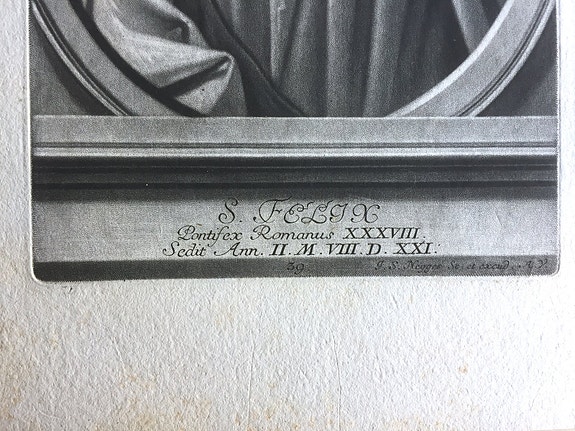 S. FELIX
Pontifex Romanus XXXVIII.
Sedit Ann. II. M. VIII. D. XXI.
39 J. S. Negges Sc. et excud. A. V.